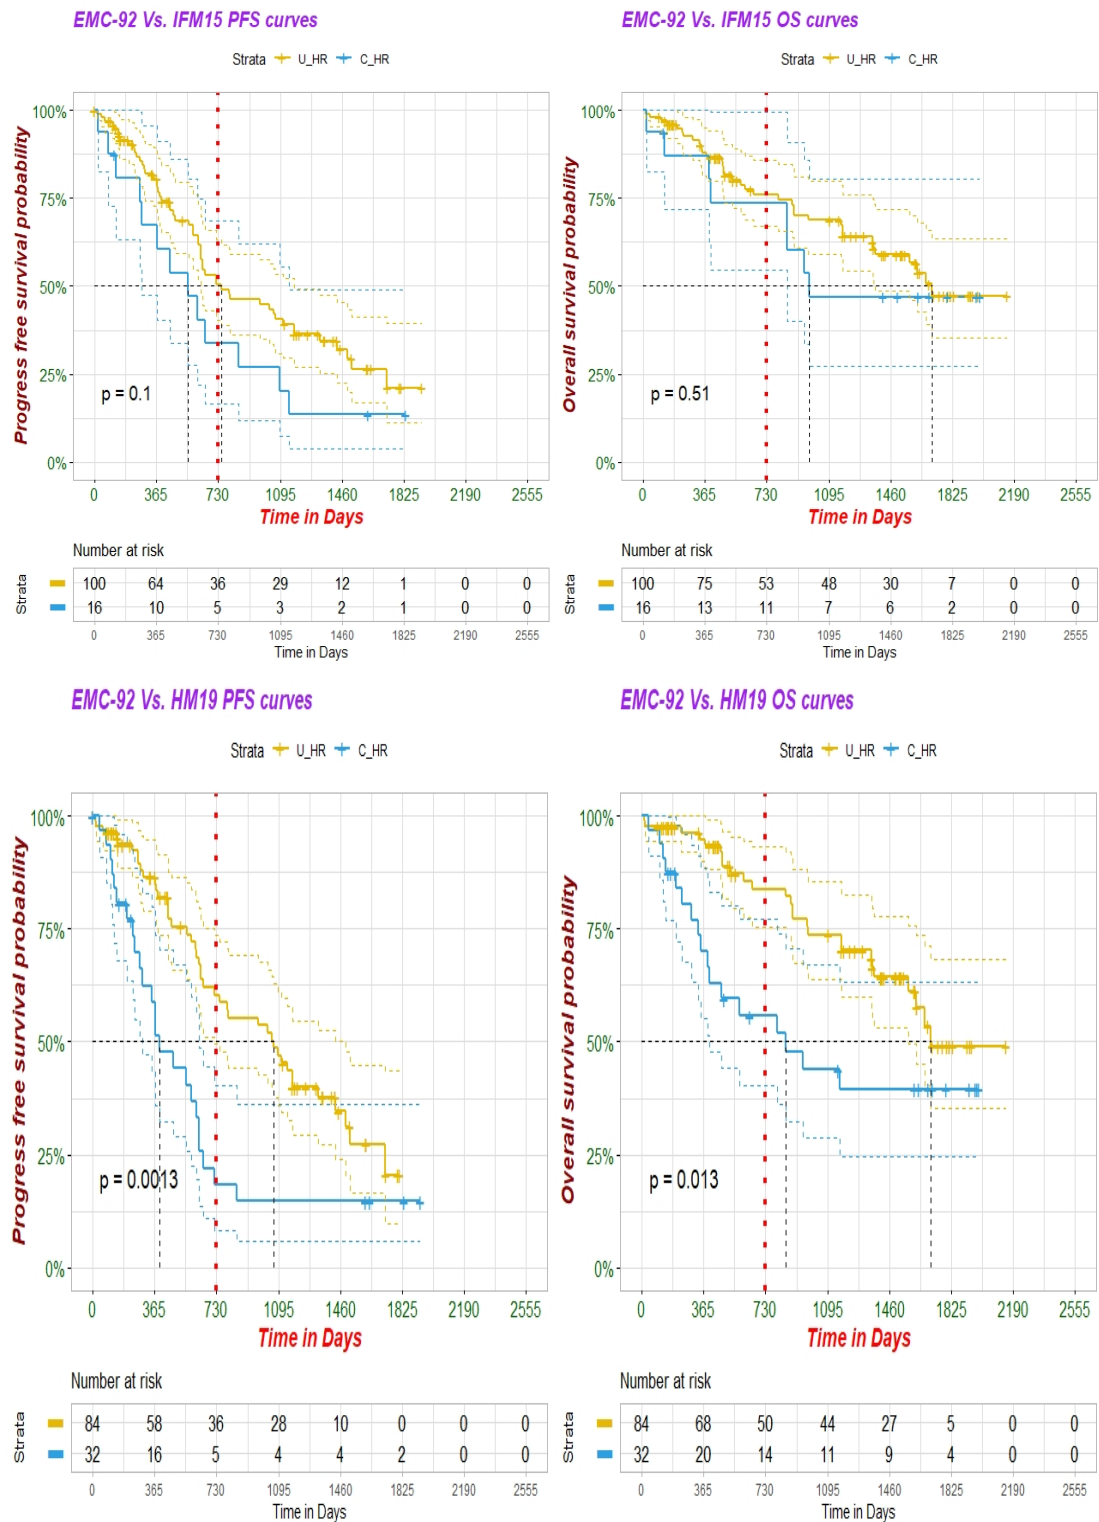 EMC-92 Vs. IFM15 PFS curves
Strata U_HR C_HR
Progress free survival probability
100%
75%
50%
25%
0%
p = 0.1
0 365 730 1095 1460 1825 2190 2555
Time in Days
Number at risk
Strata
100 64 36 29 12 1 0 0
16 10 5 3 2 1 0 0
0 365 730 1095 1460 1825 2190 2555
Time in Days
EMC-92 Vs. IFM15 OS curves
Strata U_HR C_HR
Overall survival probability
100%
75%
50%
25%
0%
p = 0.51
0 365 730 1095 1460 1825 2190 2555
Time in Days
Number at risk
Strata
100 75 53 48 30 7 0 0
16 13 11 7 6 2 0 0
0 365 730 1095 1460 1825 2190 2555
Time in Days
EMC-92 Vs. HM19 PFS curves
Strata U_HR C_HR
Progress free survival probability
100%
75%
50%
25%
0%
p = 0.0013
0 365 730 1095 1460 1825 2190 2555
Time in Days
Number at risk
Strata
84 58 36 28 10 0 0 0
32 16 5 4 4 2 0 0
0 365 730 1095 1460 1825 2190 2555
Time in Days
EMC-92 Vs. HM19 OS curves
Strata U_HR C_HR
Overall survival probability
100%
75%
50%
25%
0%
p = 0.013
0 365 730 1095 1460 1825 2190 2555
Time in Days
Number at risk
Strata
84 68 50 44 27 5 0 0
32 20 14 11 9 4 0 0
0 365 730 1095 1460 1825 2190 2555
Time in Days